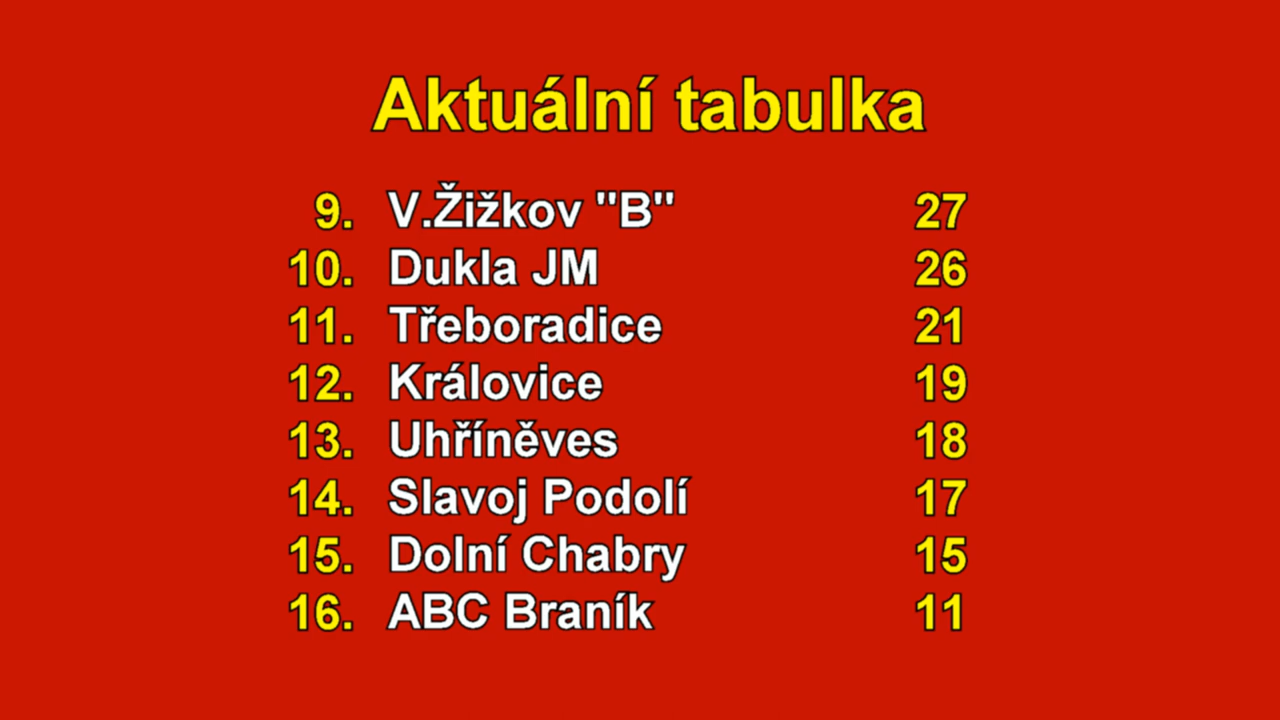 Aktuální tabulka
9. V.Žižkov "B" 27
10. Dukla JM 26
11. Třeboradice 21
12. Královice 19
13. Uhříněves 18
14. Slavoj Podolí 17
15. Dolní Chabry 15
16. ABC Braník 11